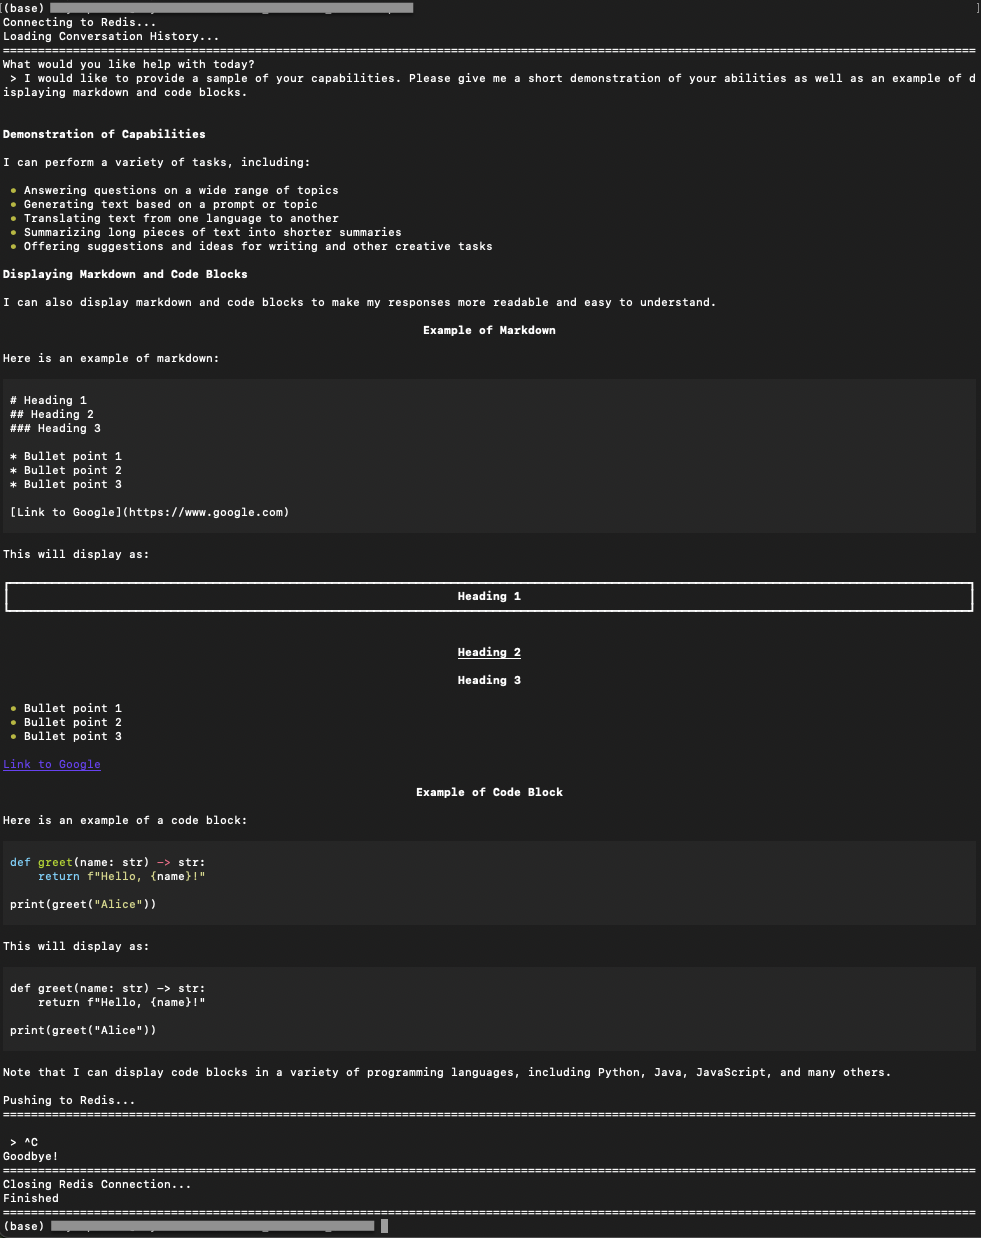 (base)
Connecting to Redis...
Loading Conversation History...
What would you like help with today?
> I would like to provide a sample of your capabilities. Please give me a short demonstration of your abilities as well as an example of d
isplaying markdown and code blocks.
Demonstration of Capabilities
I can perform a variety of tasks, including:
• Answering questions on a wide range of topics
• Generating text based on a prompt or topic
• Translating text from one language to another
• Summarizing long pieces of text into shorter summaries
• Offering suggestions and ideas for writing and other creative tasks
Displaying Markdown and Code Blocks
I can also display markdown and code blocks to make my responses more readable and easy to understand.
Example of Markdown
Here is an example of markdown:
# Heading 1
## Heading 2
### Heading 3
* Bullet point 1
* Bullet point 2
* Bullet point 3
[Link to Google](https://www.google.com)
This will display as:
Heading 1
Heading 2
Heading 3
• Bullet point 1
• Bullet point 2
• Bullet point 3
Link to Google
Example of Code Block
Here is an example of a code block:
def greet(name: str) -> str:
    return f"Hello, {name}!"
print(greet("Alice"))
This will display as:
def greet(name: str) -> str:
    return f"Hello, {name}!"
print(greet("Alice"))
Note that I can display code blocks in a variety of programming languages, including Python, Java, JavaScript, and many others.
Pushing to Redis...
> ^C
Goodbye!
Closing Redis Connection...
Finished
(base)